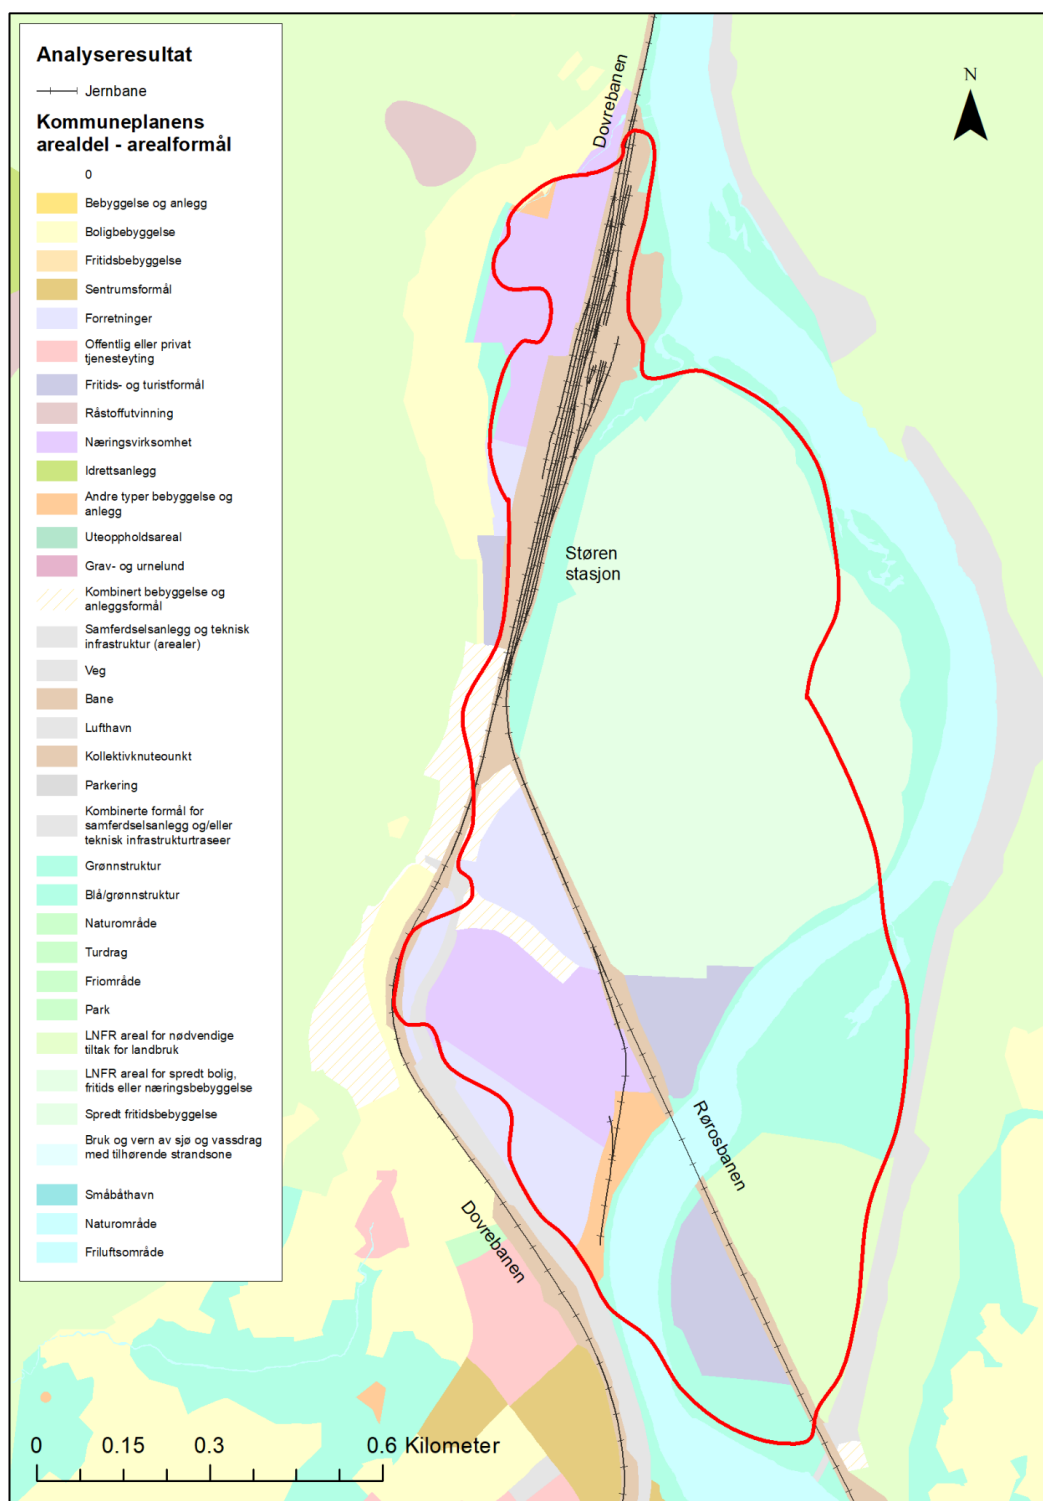 Analyseresultat
Jernbane
Kommuneplanens
arealdel - arealformål
0
Bebyggelse og anlegg
Boligbebyggelse
Fritidsbebyggelse
Sentrumsformål
Forretninger
Offentlig eller privat
tjenesteyting
Fritids- og turistformål
Råstoffutvinning
Næringsvirksomhet
Idrettsanlegg
Andre typer bebyggelse og
anlegg
Uteoppholdsareal
Grav- og urnelund
Kombinert bebyggelse og
anleggsformål
Samferdselsanlegg og teknisk
infrastruktur (arealer)
Veg
Bane
Lufthavn
Kollektivknuteounkt
Parkering
Kombinerte formål for
samferdselsanlegg og/eller
teknisk infrastrukturtraseer
Grønnstruktur
Blå/grønnstruktur
Naturområde
Turdrag
Friområde
Park
LNFR areal for nødvendige
tiltak for landbruk
LNFR areal for spredt bolig,
fritids eller næringsbebyggelse
Spredt fritidsbebyggelse
Bruk og vern av sjø og vassdrag
med tilhørende strandsone
Småbåthavn
Naturområde
Friluftsområde
Dovrebanen
N
Støren
stasjon
Rørosbanen
Dovrebanen
0 0.15 0.3 0.6 Kilometer